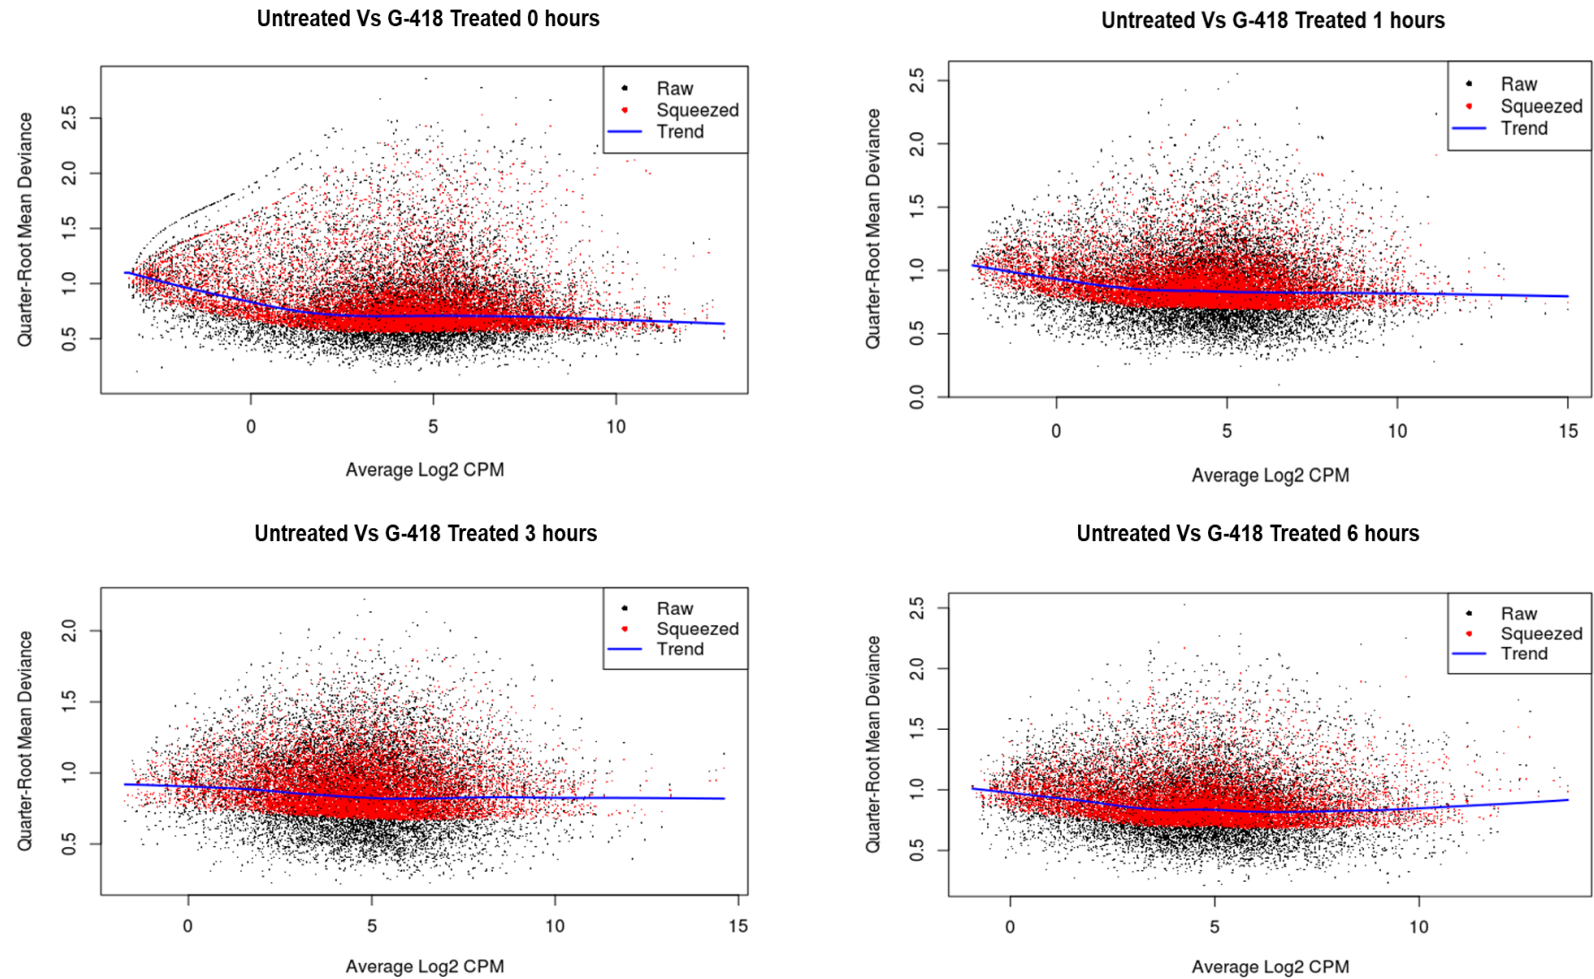 Untreated Vs G-418 Treated 0 hours
Quarter-Root Mean Deviance
2.5
2.0
1.5
1.0
0.5
Raw
Squeezed
Trend
0 5 10
Average Log2 CPM
Untreated Vs G-418 Treated 1 hours
Quarter-Root Mean Deviance
2.5
2.0
1.5
1.0
0.5
0.0
Raw
Squeezed
Trend
0 5 10 15
Average Log2 CPM
Untreated Vs G-418 Treated 3 hours
Quarter-Root Mean Deviance
2.0
1.5
1.0
0.5
Raw
Squeezed
Trend
0 5 10 15
Average Log2 CPM
Untreated Vs G-418 Treated 6 hours
Quarter-Root Mean Deviance
2.5
2.0
1.5
1.0
0.5
Raw
Squeezed
Trend
0 5 10
Average Log2 CPM